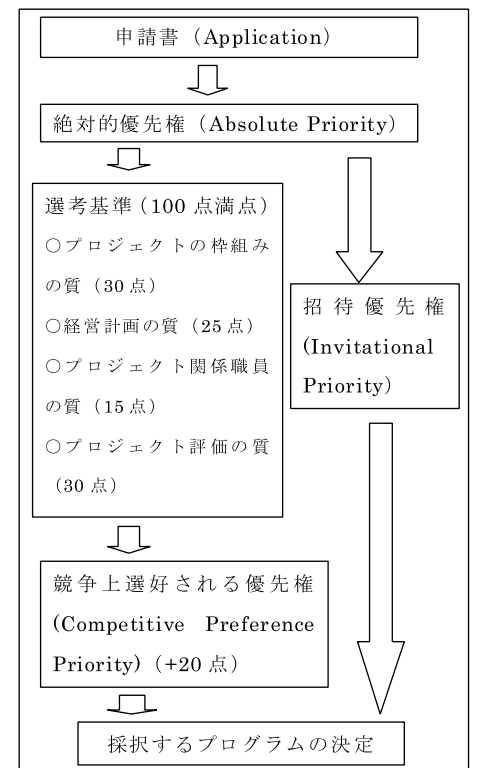 申請書（Application）
絶対的優先権（Absolute Priority）
選考基準（100 点満点）
○プロジェクトの枠組み
の質（30 点）
○経営計画の質（25 点）
○プロジェクト関係職員
の質（15 点）
○プロジェクト評価の質
（30 点）
招待優先権
(Invitational
Priority）
競争上選好される優先権
(Competitive Preference
Priority)（+20 点）
採択するプログラムの決定